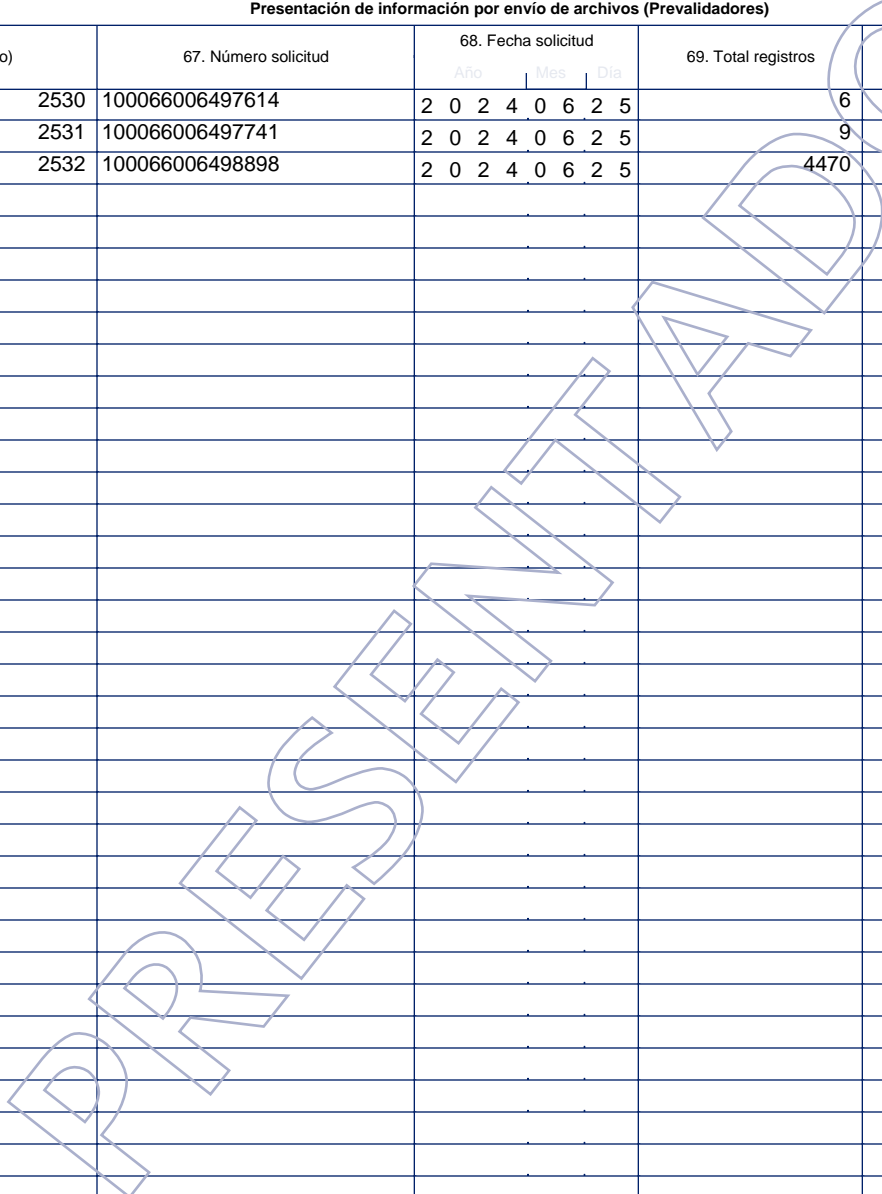 Presentación de información por envío de archivos (Prevalidadores)
o) 67. Número solicitud 68. Fecha solicitud 69. Total registros
Año Mes Día
2530 100066006497614 2 0 2 4 0 6 2 5 6
2531 100066006497741 2 0 2 4 0 6 2 5 9
2532 100066006498898 2 0 2 4 0 6 2 5 4470
PRESENTADO